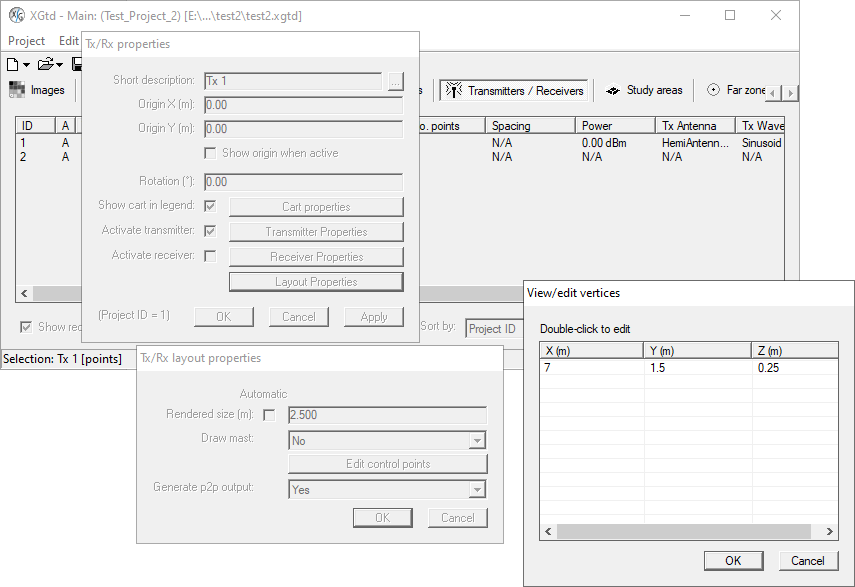 XGtd - Main: (Test_Project_2) [E:\...\test2\test2.xgtd]
Project Edit
Images
Transmitters / Receivers
Study areas
Far zone
ID A o. points Spacing Power Tx Antenna Tx Wave
1 A N/A 0.00 dBm HemiAntenn... Sinusoid
2 A N/A N/A N/A N/A
Show rec
Sort by: Project ID
Selection: Tx 1 [points]
Tx/Rx properties
Short description: Tx 1 ...
Origin X (m): 0.00
Origin Y (m): 0.00
Show origin when active
Rotation (°): 0.00
Show cart in legend: Cart properties
Activate transmitter: Transmitter Properties
Activate receiver: Receiver Properties
Layout Properties
(Project ID = 1) OK Cancel Apply
Tx/Rx layout properties
Automatic
Rendered size (m): 2.500
Draw mast: No
Edit control points
Generate p2p output: Yes
OK Cancel
View/edit vertices
Double-click to edit
X (m) Y (m) Z (m)
7 1.5 0.25
OK Cancel